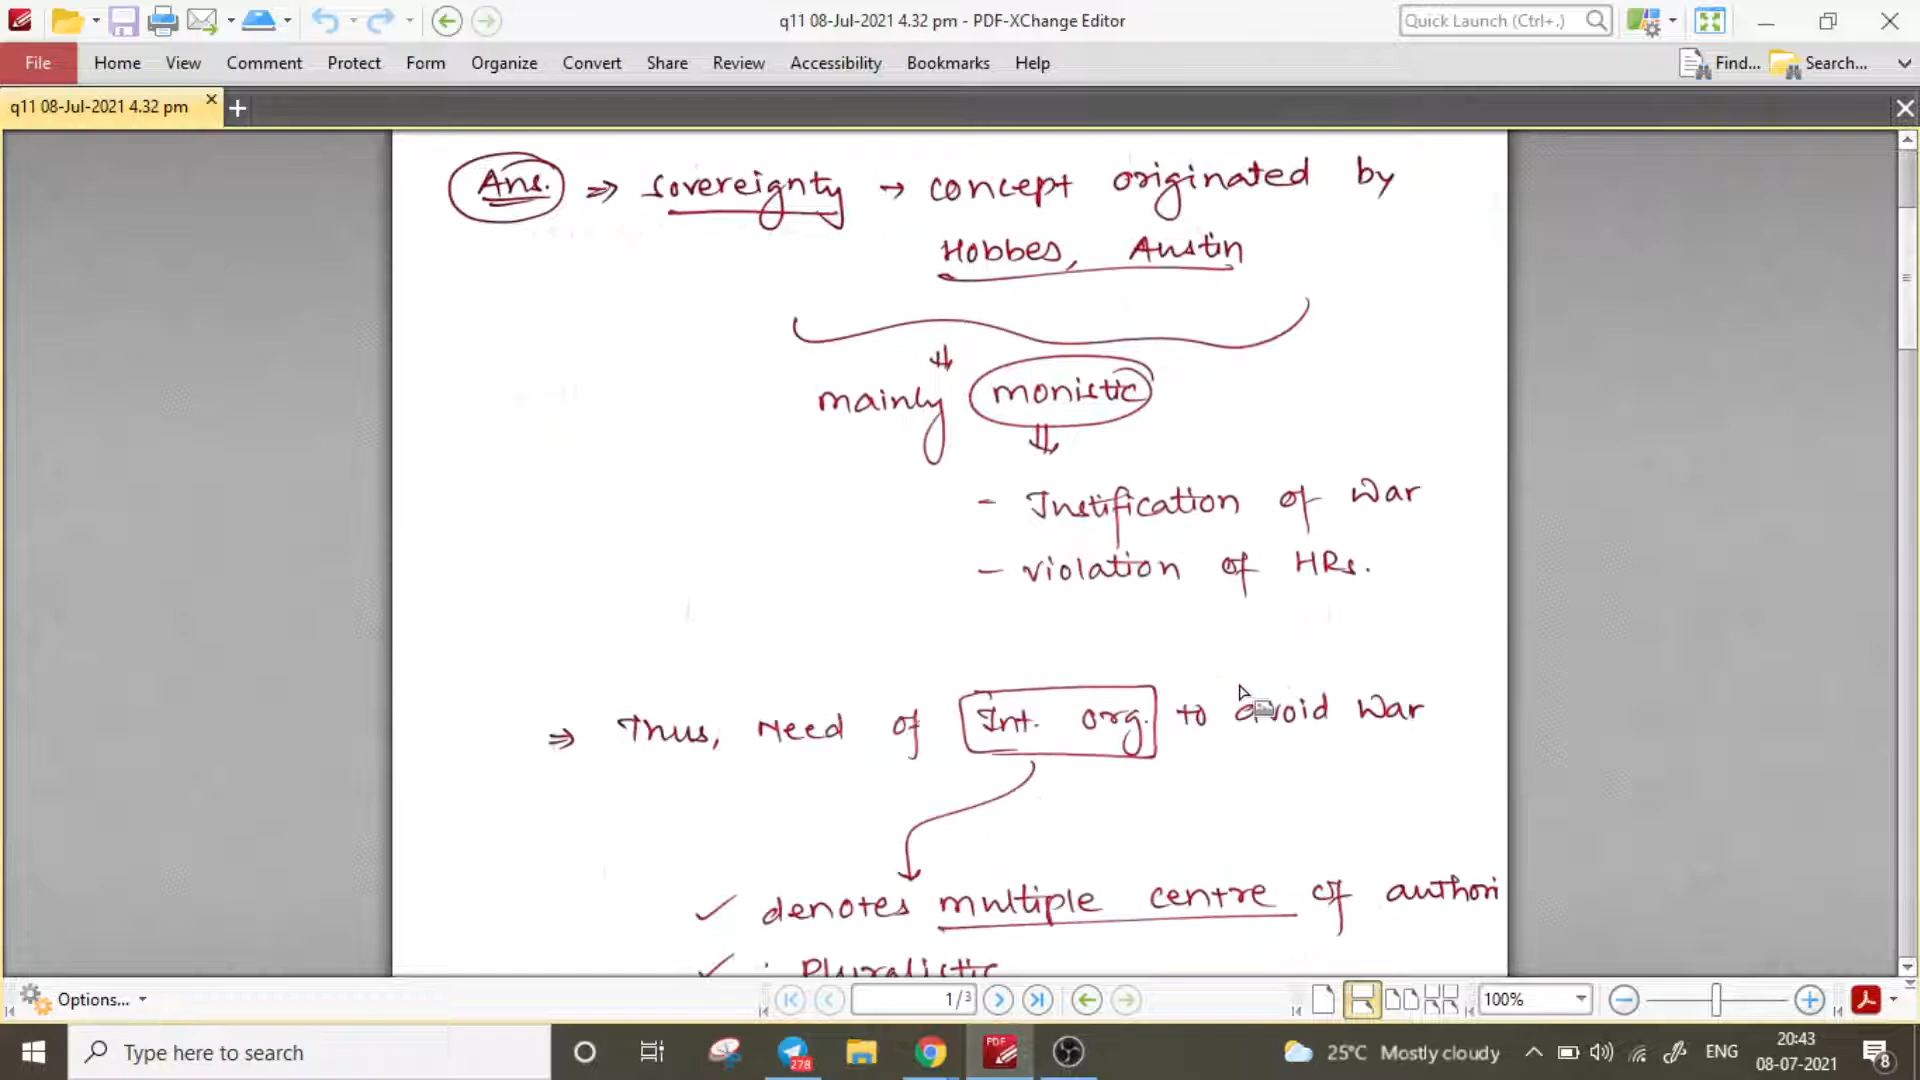 q11 08-Jul-2021 4.32 pm - PDF-XChange Editor
Quick Launch (Ctrl+.)
File Home View Comment Protect Form Organize Convert Share Review Accessibility Bookmarks Help Find... Search...
q11 08-Jul-2021 4.32 pm
Ans. ⇒ sovereignty → concept originated by
Hobbes, Austin
mainly monistic
- Justification of war
- violation of HRs.
⇒ Thus, Need of Int. org. to avoid war
✓ denotes multiple centre of authori
✓ . Pluralistic
Options... 1/3 100%
Type here to search
PDF
278
25°C Mostly cloudy ENG
20:43
08-07-2021
8